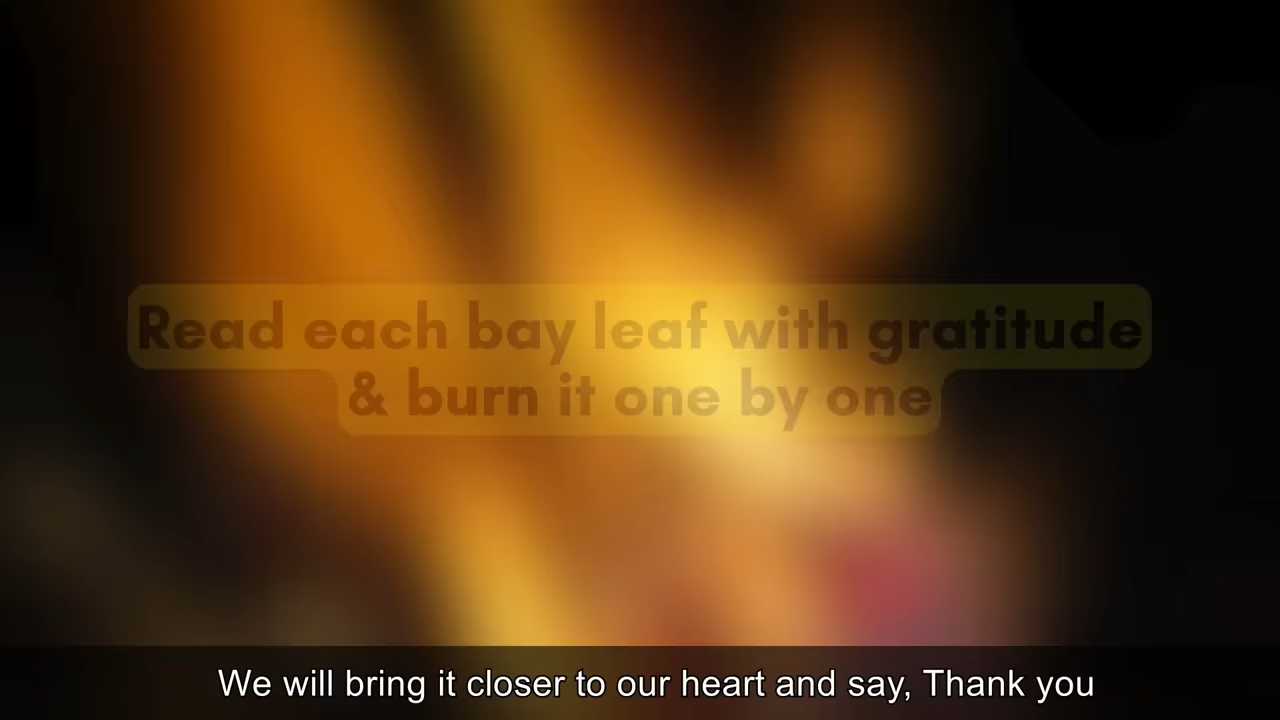 Read each bay leaf with gratitude
& burn it one by one
We will bring it closer to our heart and say, Thank you